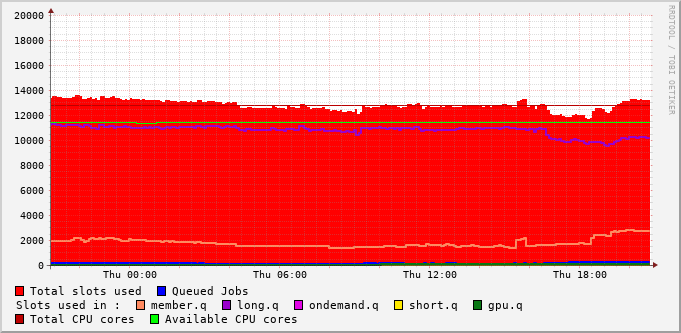 20000
18000
16000
14000
12000
10000
8000
6000
4000
2000
0
Thu 00:00 Thu 06:00 Thu 12:00 Thu 18:00
RRDTOOL / TOBI OETIKER
Total slots used Queued Jobs
Slots used in : member.q long.q ondemand.q short.q gpu.q
Total CPU cores Available CPU cores